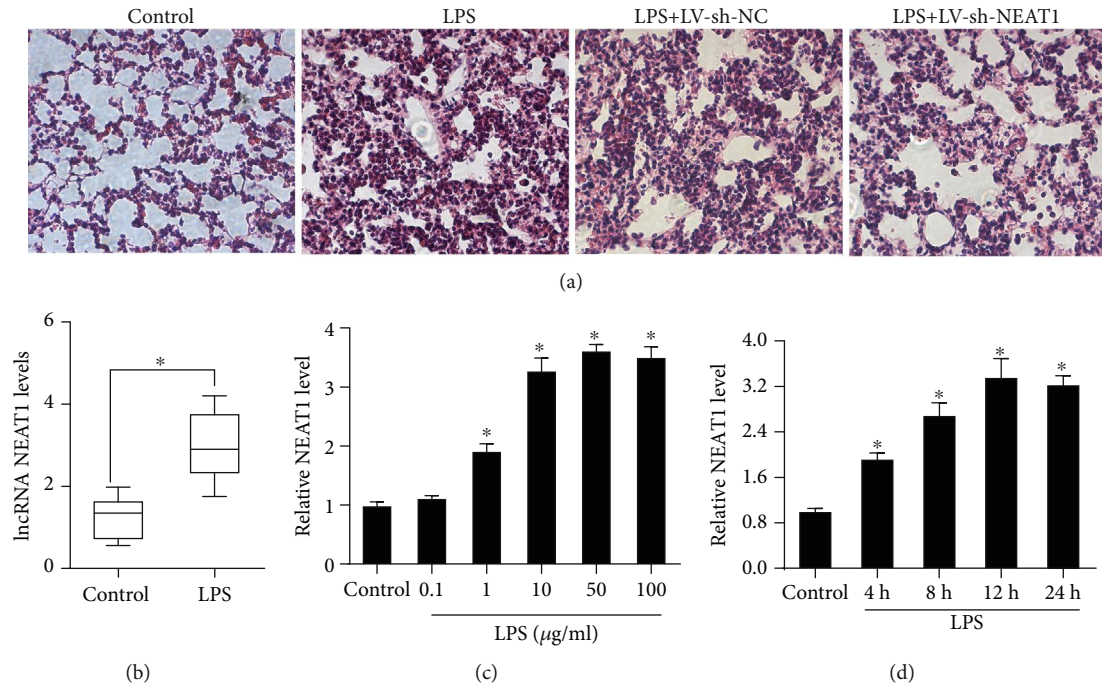 Control LPS LPS+LV-sh-NC LPS+LV-sh-NEAT1
(a)
lncRNA NEAT1 levels
6
4
2
0
*
Control LPS
(b)
Relative NEAT1 level
4
3
2
1
0
* * * *
Control 0.1 1 10 50 100
LPS (μg/ml)
(c)
Relative NEAT1 level
4.0
3.2
2.4
1.6
0.8
0.0
* * * *
Control 4 h 8 h 12 h 24 h
LPS
(d)